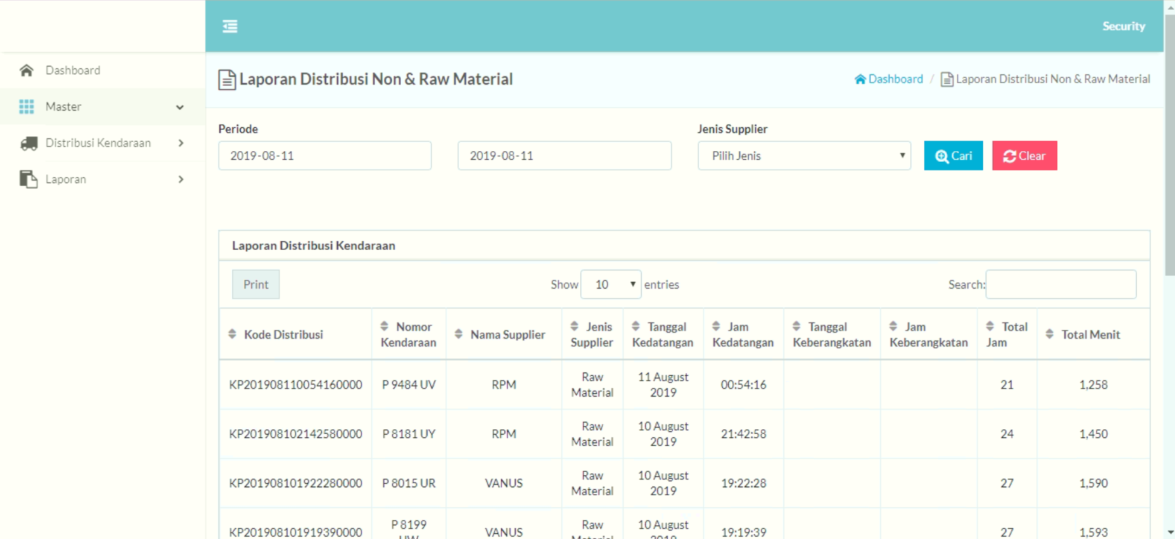 Security
Dashboard
Master
Distribusi Kendaraan
Laporan
Laporan Distribusi Non & Raw Material
Dashboard / Laporan Distribusi Non & Raw Material
Periode
Jenis Supplier
2019-08-11
2019-08-11
Pilih Jenis
Cari
Clear
Laporan Distribusi Kendaraan
Print
Show 10 entries
Search:
Kode Distribusi
Nomor Kendaraan
Nama Supplier
Jenis Supplier
Tanggal Kedatangan
Jam Kedatangan
Tanggal Keberangkatan
Jam Keberangkatan
Total Jam
Total Menit
KP201908110054160000 P 9484 UV RPM Raw Material 11 August 2019 00:54:16 21 1,258
KP201908102142580000 P 8181 UY RPM Raw Material 10 August 2019 21:42:58 24 1,450
KP201908101922280000 P 8015 UR VANUS Raw Material 10 August 2019 19:22:28 27 1,590
KP201908101919390000 P 8199 VANUS Raw Material 10 August 2019 19:19:39 27 1,593